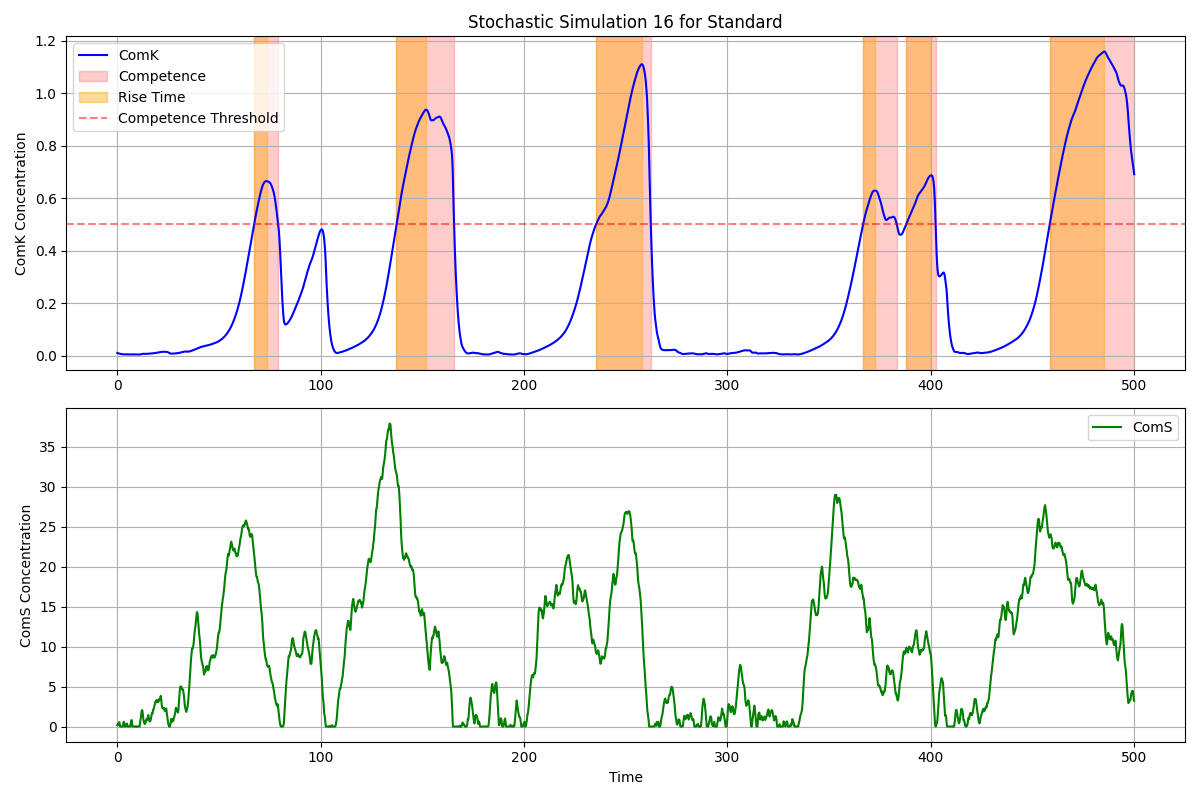 Stochastic Simulation 16 for Standard
ComK
Competence
Rise Time
Competence Threshold
ComK Concentration
1.2
1.0
0.8
0.6
0.4
0.2
0.0
0 100 200 300 400 500
ComS
ComS Concentration
35
30
25
20
15
10
5
0
0 100 200 300 400 500
Time